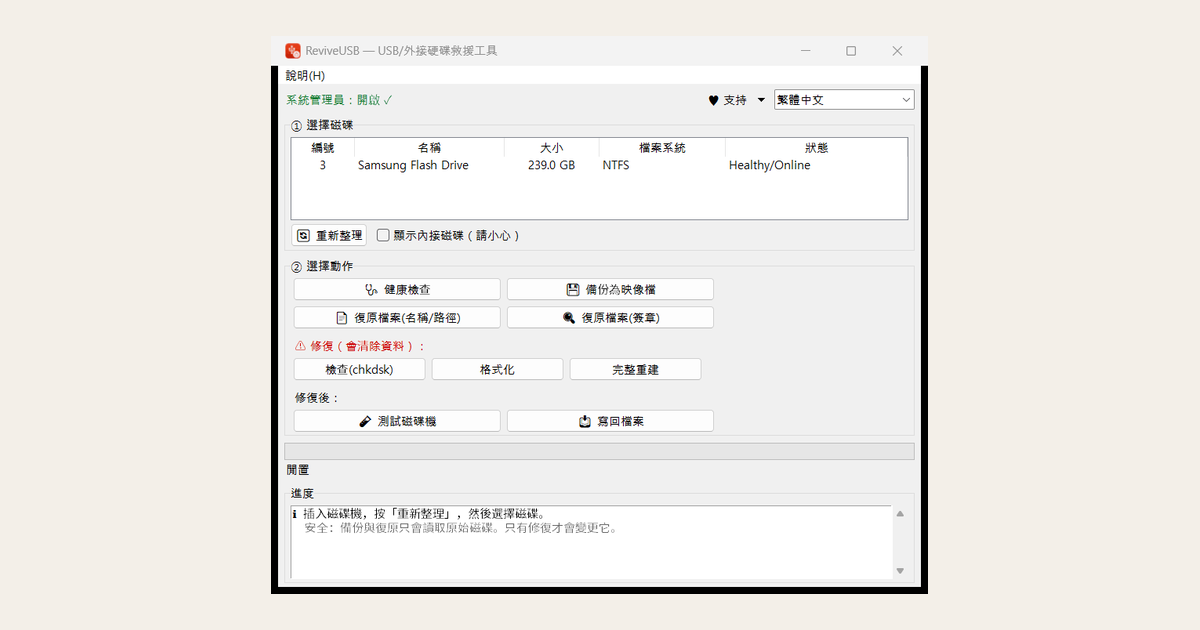 ReviveUSB — USB/外接硬碟救援工具
說明(H)
系統管理員：開啟 ✓
♥ 支持 ▼ 繁體中文
① 選擇磁碟
編號 名稱 大小 檔案系統 狀態
3 Samsung Flash Drive 239.0 GB NTFS Healthy/Online
重新整理 顯示內接磁碟（請小心）
② 選擇動作
健康檢查 備份為映像檔
復原檔案(名稱/路徑) 復原檔案(簽章)
⚠ 修復（會清除資料）：
檢查(chkdsk) 格式化 完整重建
修復後：
測試磁碟機 寫回檔案
閒置
進度
ℹ 插入磁碟機，按「重新整理」，然後選擇磁碟。
安全：備份與復原只會讀取原始磁碟。只有修復才會變更它。